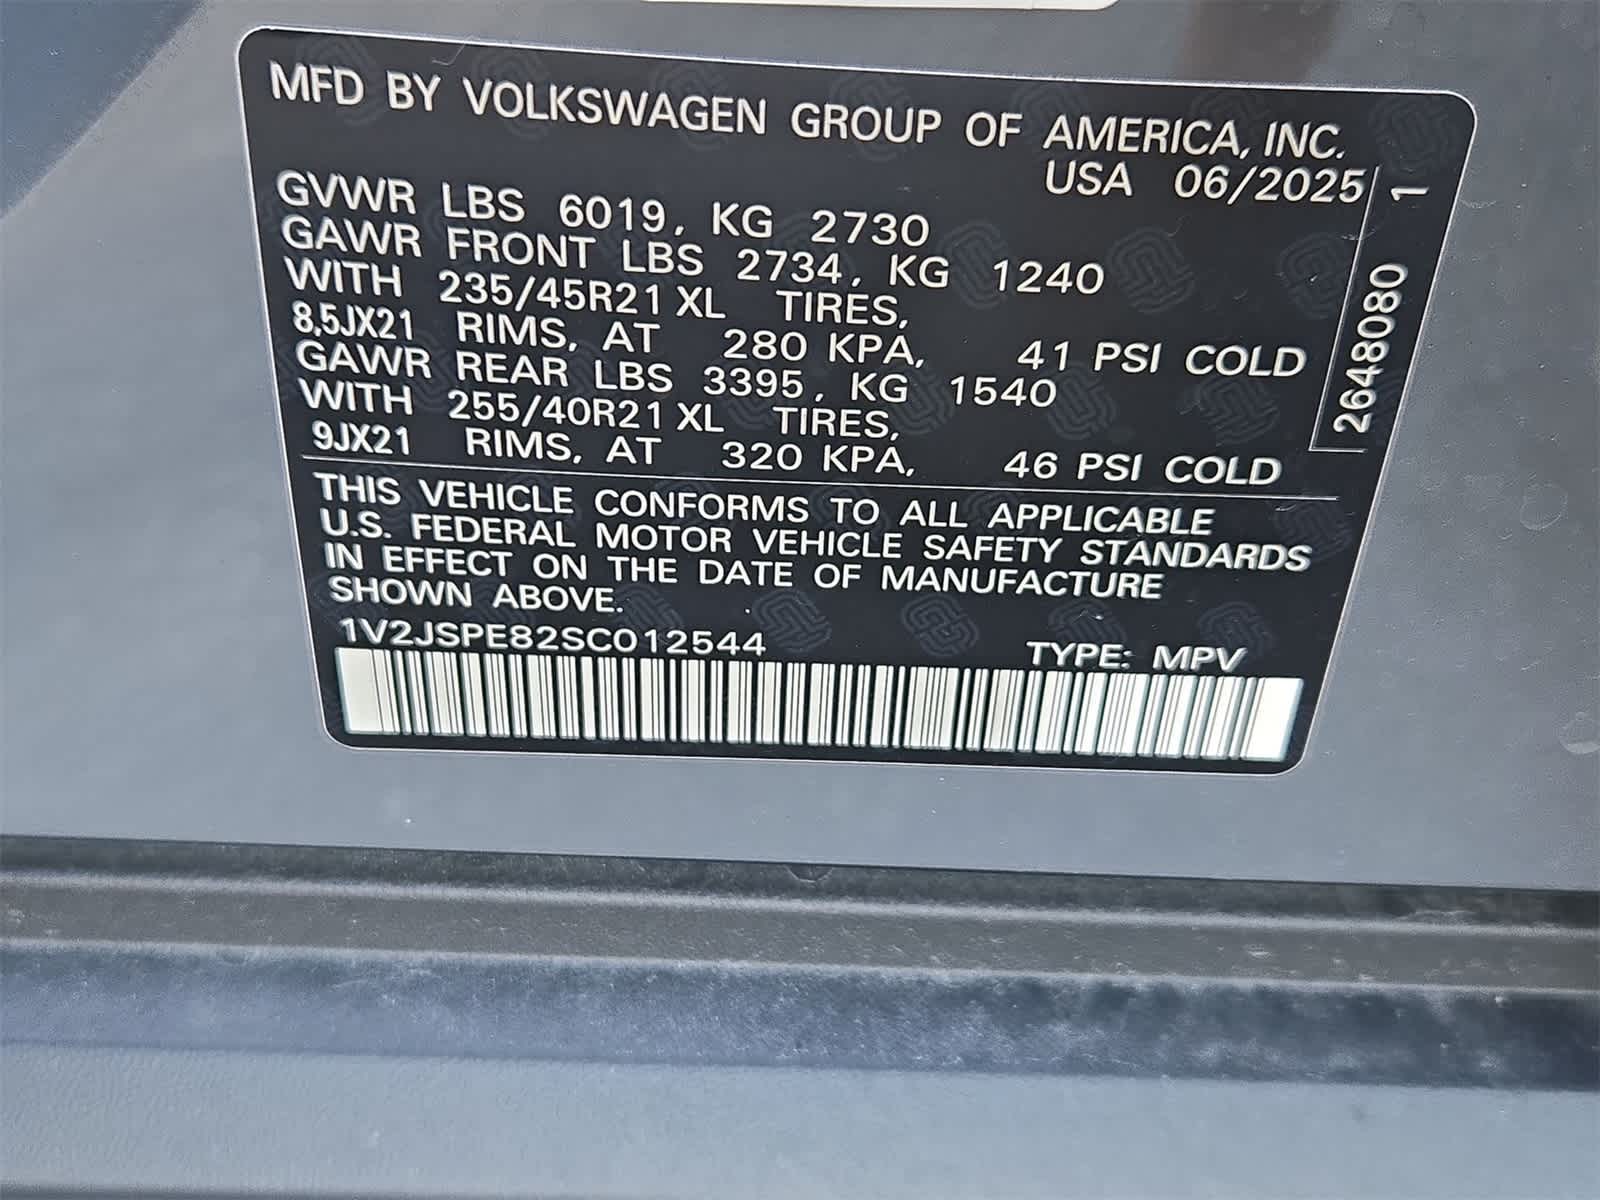 MFD BY VOLKSWAGEN GROUP OF AMERICA, INC.
USA 06/2025
GVWR LBS 6019, KG 2730
GAWR FRONT LBS 2734, KG 1240
WITH 235/45R21 XL TIRES,
8,5JX21 RIMS, AT 280 KPA, 41 PSI COLD
GAWR REAR LBS 3395, KG 1540
WITH 255/40R21 XL TIRES,
9JX21 RIMS, AT 320 KPA, 46 PSI COLD
THIS VEHICLE CONFORMS TO ALL APPLICABLE
U.S. FEDERAL MOTOR VEHICLE SAFETY STANDARDS
IN EFFECT ON THE DATE OF MANUFACTURE
SHOWN ABOVE.
1V2JSPE82SC012544 TYPE: MPV
2648080 1